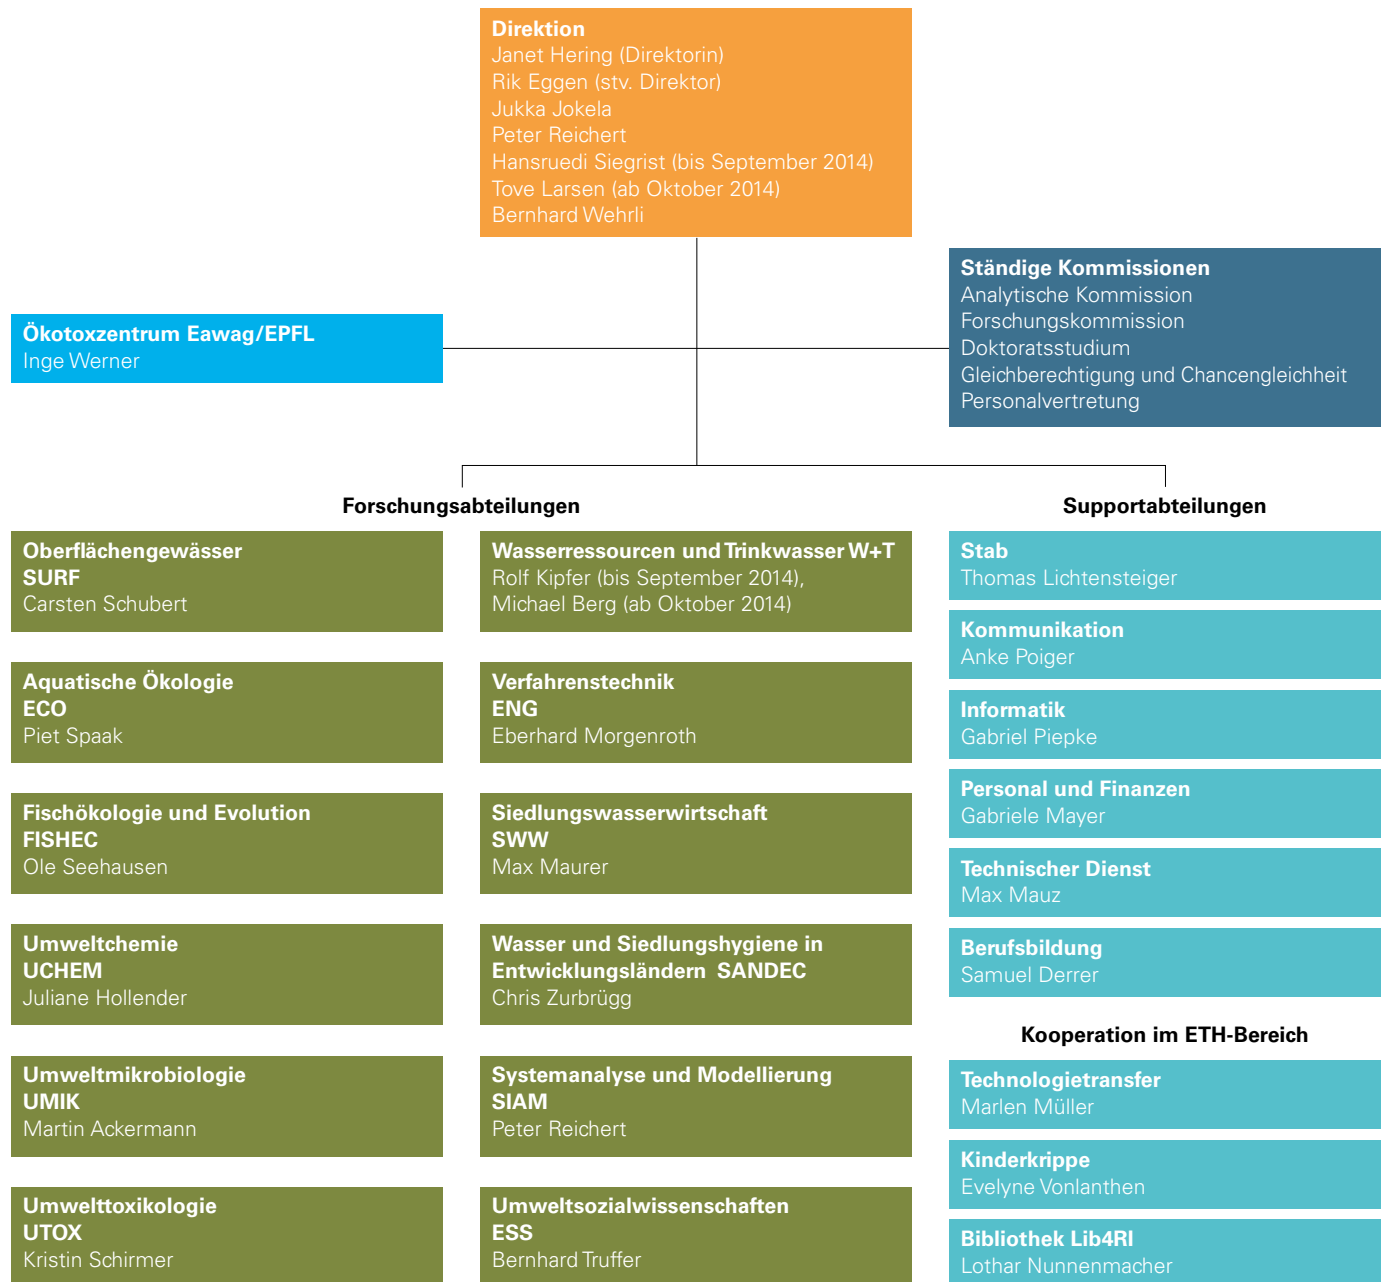 Direktion
Janet Hering (Direktorin)
Rik Eggen (stv. Direktor)
Jukka Jokela
Peter Reichert
Hansruedi Siegrist (bis September 2014)
Tove Larsen (ab Oktober 2014)
Bernhard Wehrli
Ständige Kommissionen
Analytische Kommission
Forschungskommission
Doktoratsstudium
Gleichberechtigung und Chancengleichheit
Personalvertretung
Ökotoxzentrum Eawag/EPFL
Inge Werner
Forschungsabteilungen
Oberflächengewässer
SURF
Carsten Schubert
Aquatische Ökologie
ECO
Piet Spaak
Fischökologie und Evolution
FISHEC
Ole Seehausen
Umweltchemie
UCHEM
Juliane Hollender
Umweltmikrobiologie
UMIK
Martin Ackermann
Umwelttoxikologie
UTOX
Kristin Schirmer
Wasserressourcen und Trinkwasser W+T
Rolf Kipfer (bis September 2014),
Michael Berg (ab Oktober 2014)
Verfahrenstechnik
ENG
Eberhard Morgenroth
Siedlungswasserwirtschaft
SWW
Max Maurer
Wasser und Siedlungshygiene in
Entwicklungsländern SANDEC
Chris Zurbrügg
Systemanalyse und Modellierung
SIAM
Peter Reichert
Umweltsozialwissenschaften
ESS
Bernhard Truffer
Supportabteilungen
Stab
Thomas Lichtensteiger
Kommunikation
Anke Poiger
Informatik
Gabriel Piepke
Personal und Finanzen
Gabriele Mayer
Technischer Dienst
Max Mauz
Berufsbildung
Samuel Derrer
Kooperation im ETH-Bereich
Technologietransfer
Marlen Müller
Kinderkrippe
Evelyne Vonlanthen
Bibliothek Lib4RI
Lothar Nunnenmacher